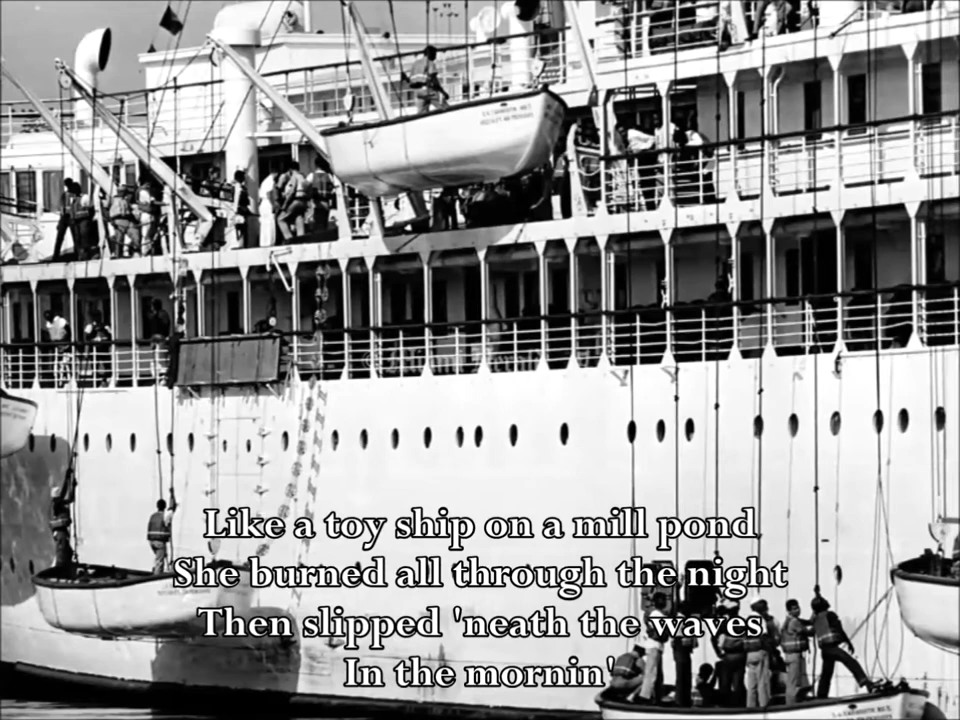 Like a toy ship on a mill pond
She burned all through the night
Then slipped 'neath the waves
In the mornin'